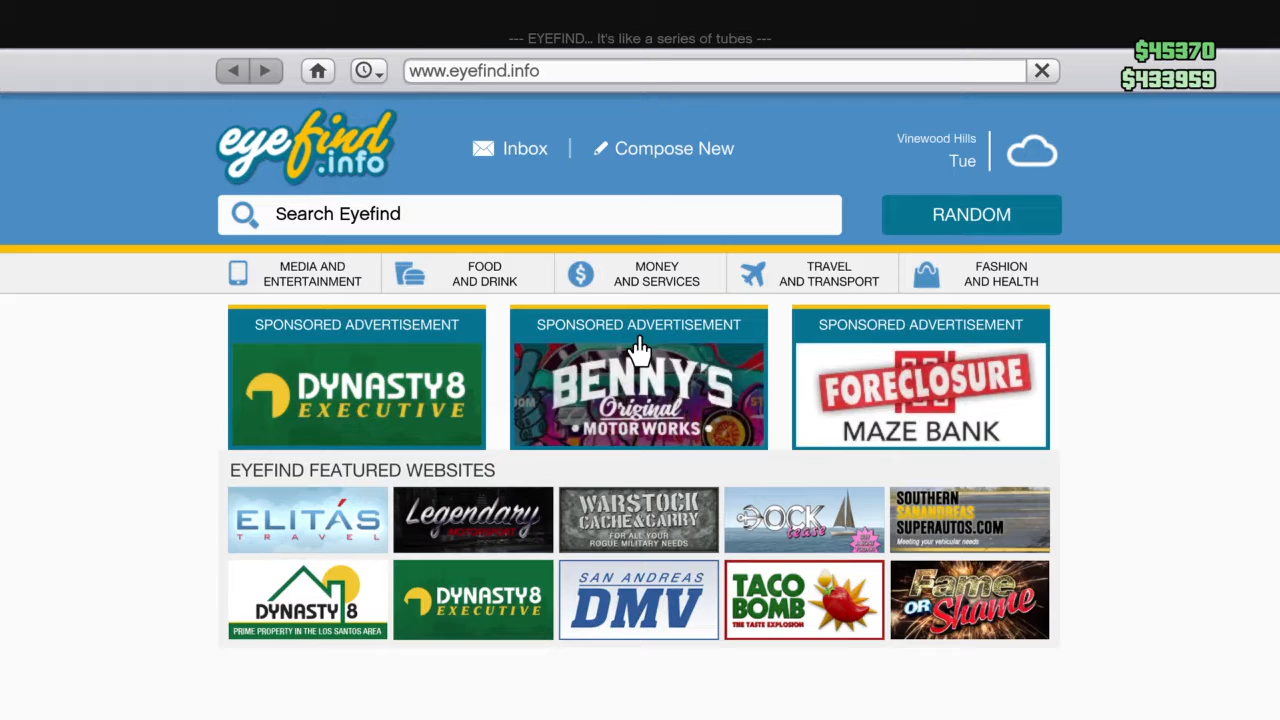 --- EYEFIND... It's like a series of tubes ---
$45370
www.eyefind.info
$433959
eyefind.info
Inbox | Compose New
Vinewood Hills
Tue
Search Eyefind
RANDOM
MEDIA AND
ENTERTAINMENT
FOOD
AND DRINK
MONEY
AND SERVICES
TRAVEL
AND TRANSPORT
FASHION
AND HEALTH
SPONSORED ADVERTISEMENT
DYNASTY8
EXECUTIVE
SPONSORED ADVERTISEMENT
BENNY'S
Original
MOTOR WORKS
SPONSORED ADVERTISEMENT
FORECLOSURE
MAZE BANK
EYEFIND FEATURED WEBSITES
ELITÁS
TRAVEL
Legendary
MOTORSPORT
WARSTOCK
CACHE&CARRY
FOR ALL YOUR
ROGUE MILITARY NEEDS
DOCK
tease
SOUTHERN
SANANDREAS
SUPERAUTOS.COM
Meeting your vehicular needs
DYNASTY 8
PRIME PROPERTY IN THE LOS SANTOS AREA
DYNASTY8
EXECUTIVE
SAN ANDREAS
DMV
TACO
BOMB
THE TASTE EXPLOSION
Fame
OR Shame